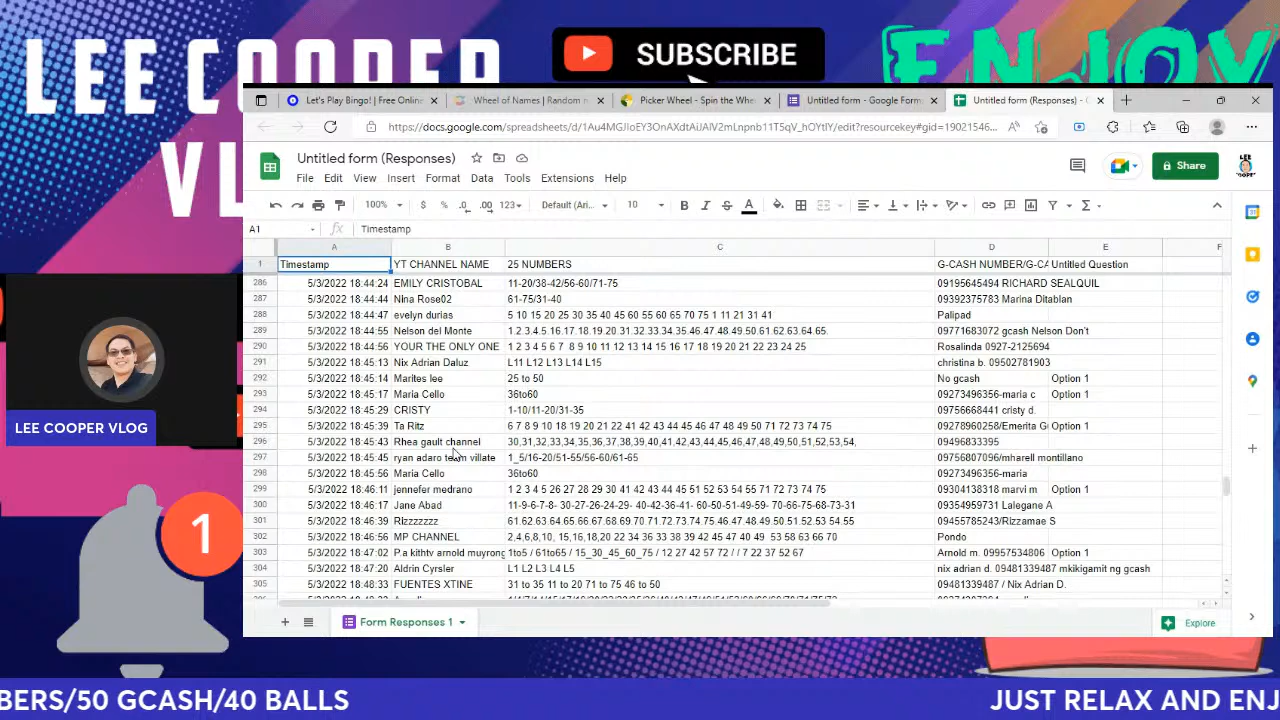 LEE COOPER
VL
SUBSCRIBE
ENJOY
Let's Play Bingo! | Free Online
Wheel of Names | Random n
Picker Wheel - Spin the Whe
Untitled form - Google Form
Untitled form (Responses) - G
Untitled form (Responses)
File Edit View Insert Format Tools Extensions Help
Share
100% $ % .0 .00 123 Default (Ari... 10 B I S A
A1 fx Timestamp
A B C D E F
1 Timestamp YT CHANNEL NAME 25 NUMBERS G-CASH NUMBER/G-CA Untitled Question
286 5/3/2022 18:44:24 EMILY CRISTOBAL 11-20/38-42/56-60/71-75 09195645494 RICHARD SEALQUIL
287 5/3/2022 18:44:44 Nina Rose02 61-75/31-40 09392375763 Marina Ditablan
288 5/3/2022 18:44:47 evelyn durias 5 10 15 20 25 30 35 40 45 60 55 60 65 70 75 1 11 21 31 41 Palipad
289 5/3/2022 18:44:55 Nelson del Monte 1 2.3.4.5 16.17.18.19.20 31.32.33.34.35.46.47.48.49.50.61.62.63.64.65. 09771683072 gcash Nelson Don't
290 5/3/2022 18:44:56 YOUR THE ONLY ONE 1 2 3 4 5 6 7 8 9 10 11 12 13 14 15 16 17 18 19 20 21 22 23 24 25 Rosalinda 0927-2125694
291 5/3/2022 18:45:13 Nix Adrian Daluz L11 L12 L13 L14 L15 christina b. 09502781903
292 5/3/2022 18:45:14 Marites lee 25 to 50 No gcash Option 1
293 5/3/2022 18:45:17 Maria Cello 36to60 09273496356-maria c Option 1
294 5/3/2022 18:45:29 CRISTY 1-10/11-20/31-35 09756668441 cristy d.
295 5/3/2022 18:45:39 Ta Ritz 6 7 8 9 10 18 19 20 21 22 41 42 43 44 45 46 47 48 49 50 71 72 73 74 75 09278960258/Emerita G Option 1
296 5/3/2022 18:45:43 Rhea gault channel 30,31,32,33,34,35,36,37,38,39 40,41,42,43,44,45,46,47,48,49,50,51,52,53,54, 09496833395
297 5/3/2022 18:45:45 ryan adaro team villate 1_5/16-20/51-55/56-60/61-65 09756807096/mharell montillano
298 5/3/2022 18:45:56 Maria Cello 36to60 09273496356-maria
299 5/3/2022 18:46:11 jennefer medrano 1 2 3 4 5 26 27 28 29 30 41 42 43 44 45 51 52 53 54 55 71 72 73 74 75 09304138318 marvi m Option 1
300 5/3/2022 18:46:17 Jane Abad 11-9-6-7-8- 30-27-26-24-29- 40-42-36-41- 60-50-51-49-59- 70-66-75-68-73-31 09354959731 Lalegane A
301 5/3/2022 18:46:39 Rizzzzzzz 61.62.63.64.65.66.67.68.69.70.71.72.73.74.75.46.47.48.49.50.51.52.53.54.55 09455785243/Rizzamae S
302 5/3/2022 18:46:56 MP CHANNEL 2,4,6,8,10, 15,16,18,20 22 34 36 33 38 39 42 45 47 40 49 53 58 63 66 70 Pondo
303 5/3/2022 18:47:02 P.a kithtv arnold muyrong 1to5 / 61to65 / 15_30_45_60_75 / 12 27 42 57 72 / / 7 22 37 52 67 Arnold m. 09957534806 Option 1
304 5/3/2022 18:47:20 Aldrin Cyrsler L1 L2 L3 L4 L5 nix adrian d. 09481339487 mkikigamit ng gcash
305 5/3/2022 18:48:33 FUENTES XTINE 31 to 35 11 to 20 71 to 75 46 to 50 09481339487 / Nix Adrian D.
Form Responses 1
Explore
LEE COOPER VLOG
1
BERS/50 GCASH/40 BALLS
JUST RELAX AND ENJ